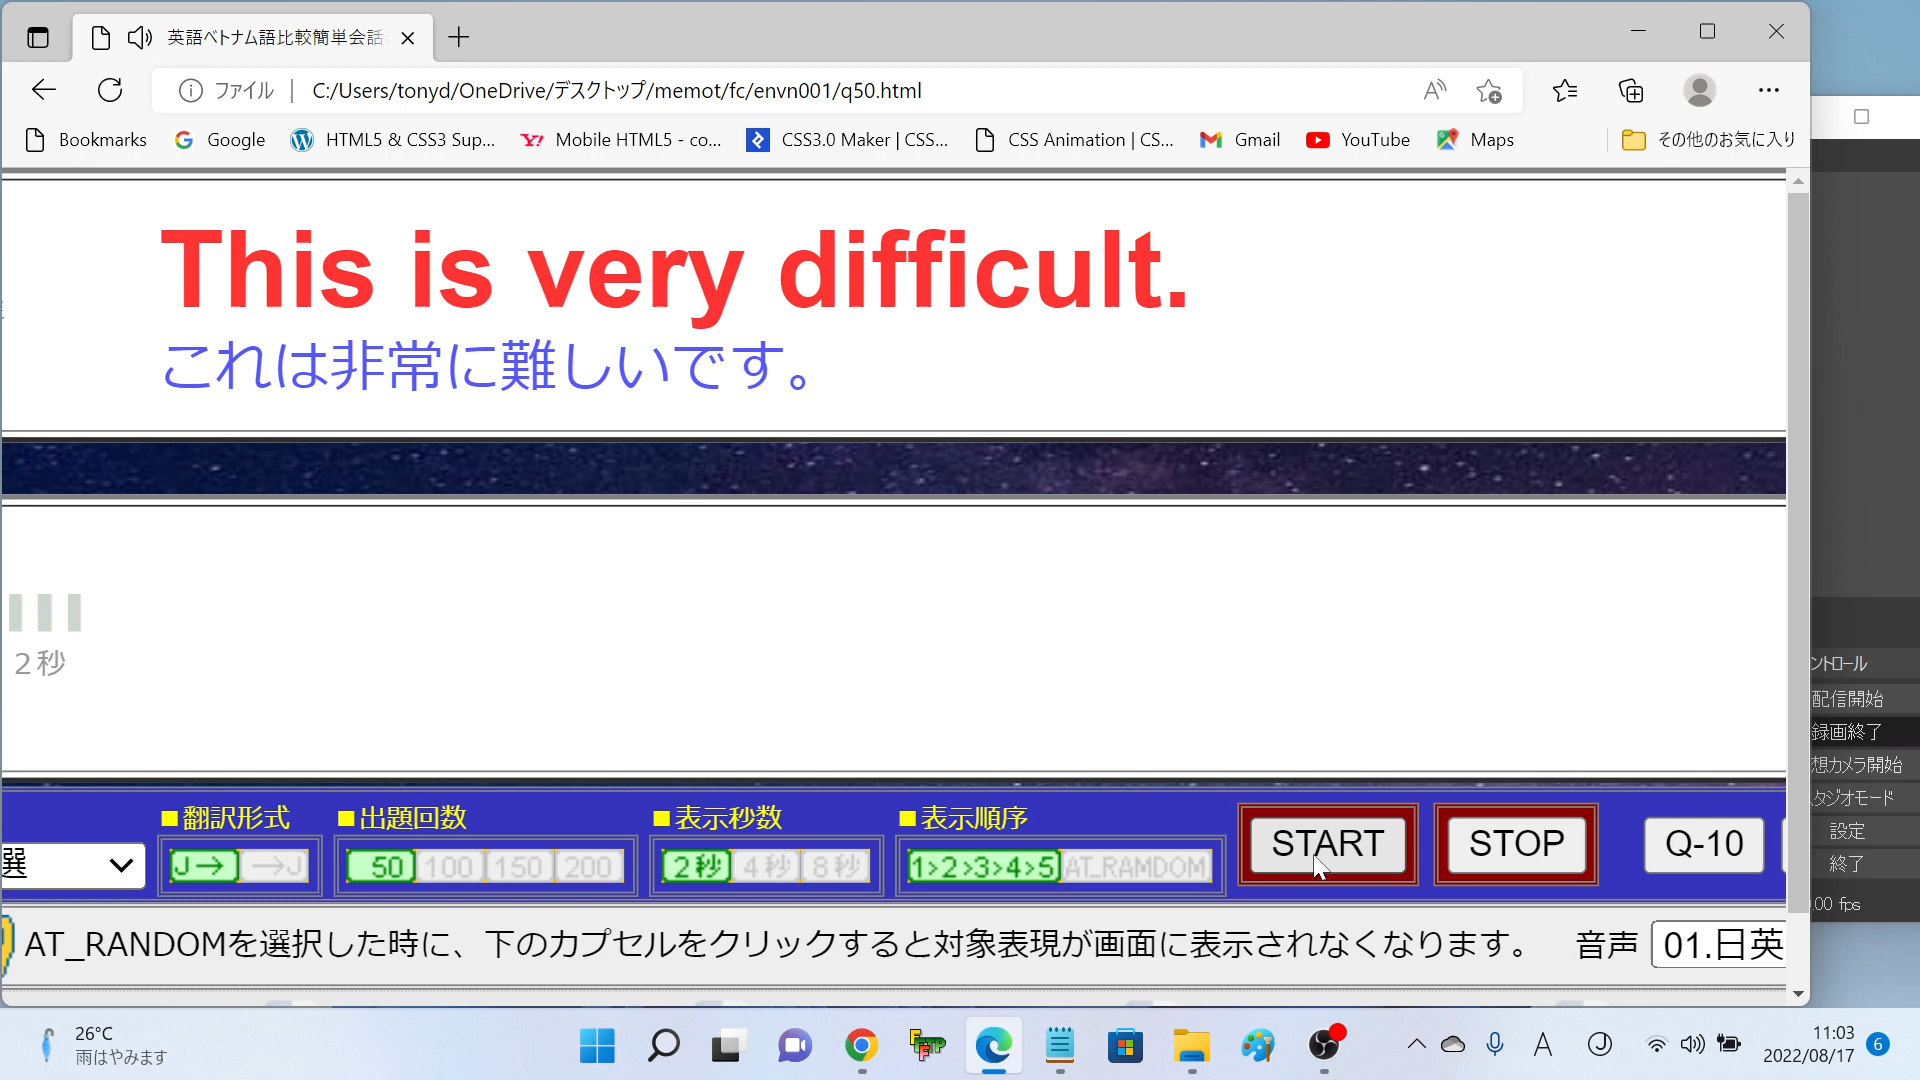 英語ベトナム語比較簡単会話
ファイル C:/Users/tonyd/OneDrive/デスクトップ/memot/fc/envn001/q50.html
Bookmarks Google HTML5 & CSS3 Sup... Mobile HTML5 - co... CSS3.0 Maker | CSS... CSS Animation | CS... Gmail YouTube Maps その他のお気に入り
This is very difficult.
これは非常に難しいです。
2秒
■翻訳形式 ■出題回数 ■表示秒数 ■表示順序
選 J→ →J 50 100 150 200 2秒 4秒 8秒 1>2>3>4>5 AT_RAMDOM START STOP Q-10
AT_RANDOMを選択した時に、下のカプセルをクリックすると対象表現が画面に表示されなくなります。 音声 01.日英
ントロール
配信開始
録画終了
想カメラ開始
タジオモード
設定
終了
.00 fps
26°C
雨はやみます
A
11:03
2022/08/17
6